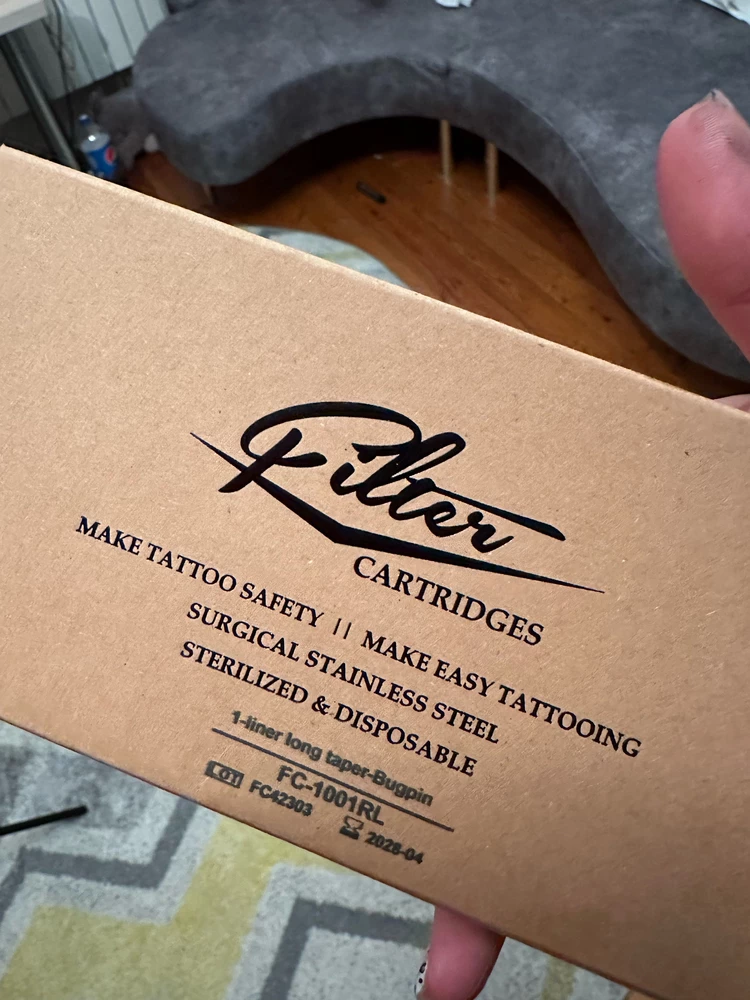 Filter
CARTRIDGES
MAKE TATTOO SAFETY || MAKE EASY TATTOOING
SURGICAL STAINLESS STEEL
STERILIZED & DISPOSABLE
1-liner long taper-Bugpin
FC-1001RL
LOT FC42303 2028-04